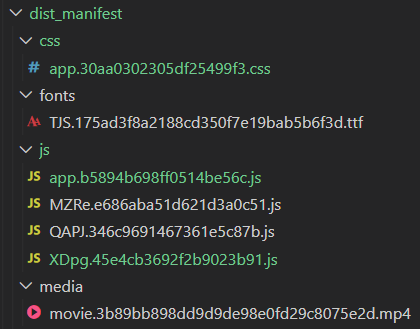 dist_manifest
css
# app.30aa0302305df25499f3.css
fonts
TJS.175ad3f8a2188cd350f7e19bab5b6f3d.ttf
js
JS app.b5894b698ff0514be56c.js
JS MZRe.e686aba51d621d3a0c51.js
JS QAPJ.346c9691467361e5c87b.js
JS XDpg.45e4cb3692f2b9023b91.js
media
movie.3b89bb898dd9d9de98e0fd29c8075e2d.mp4